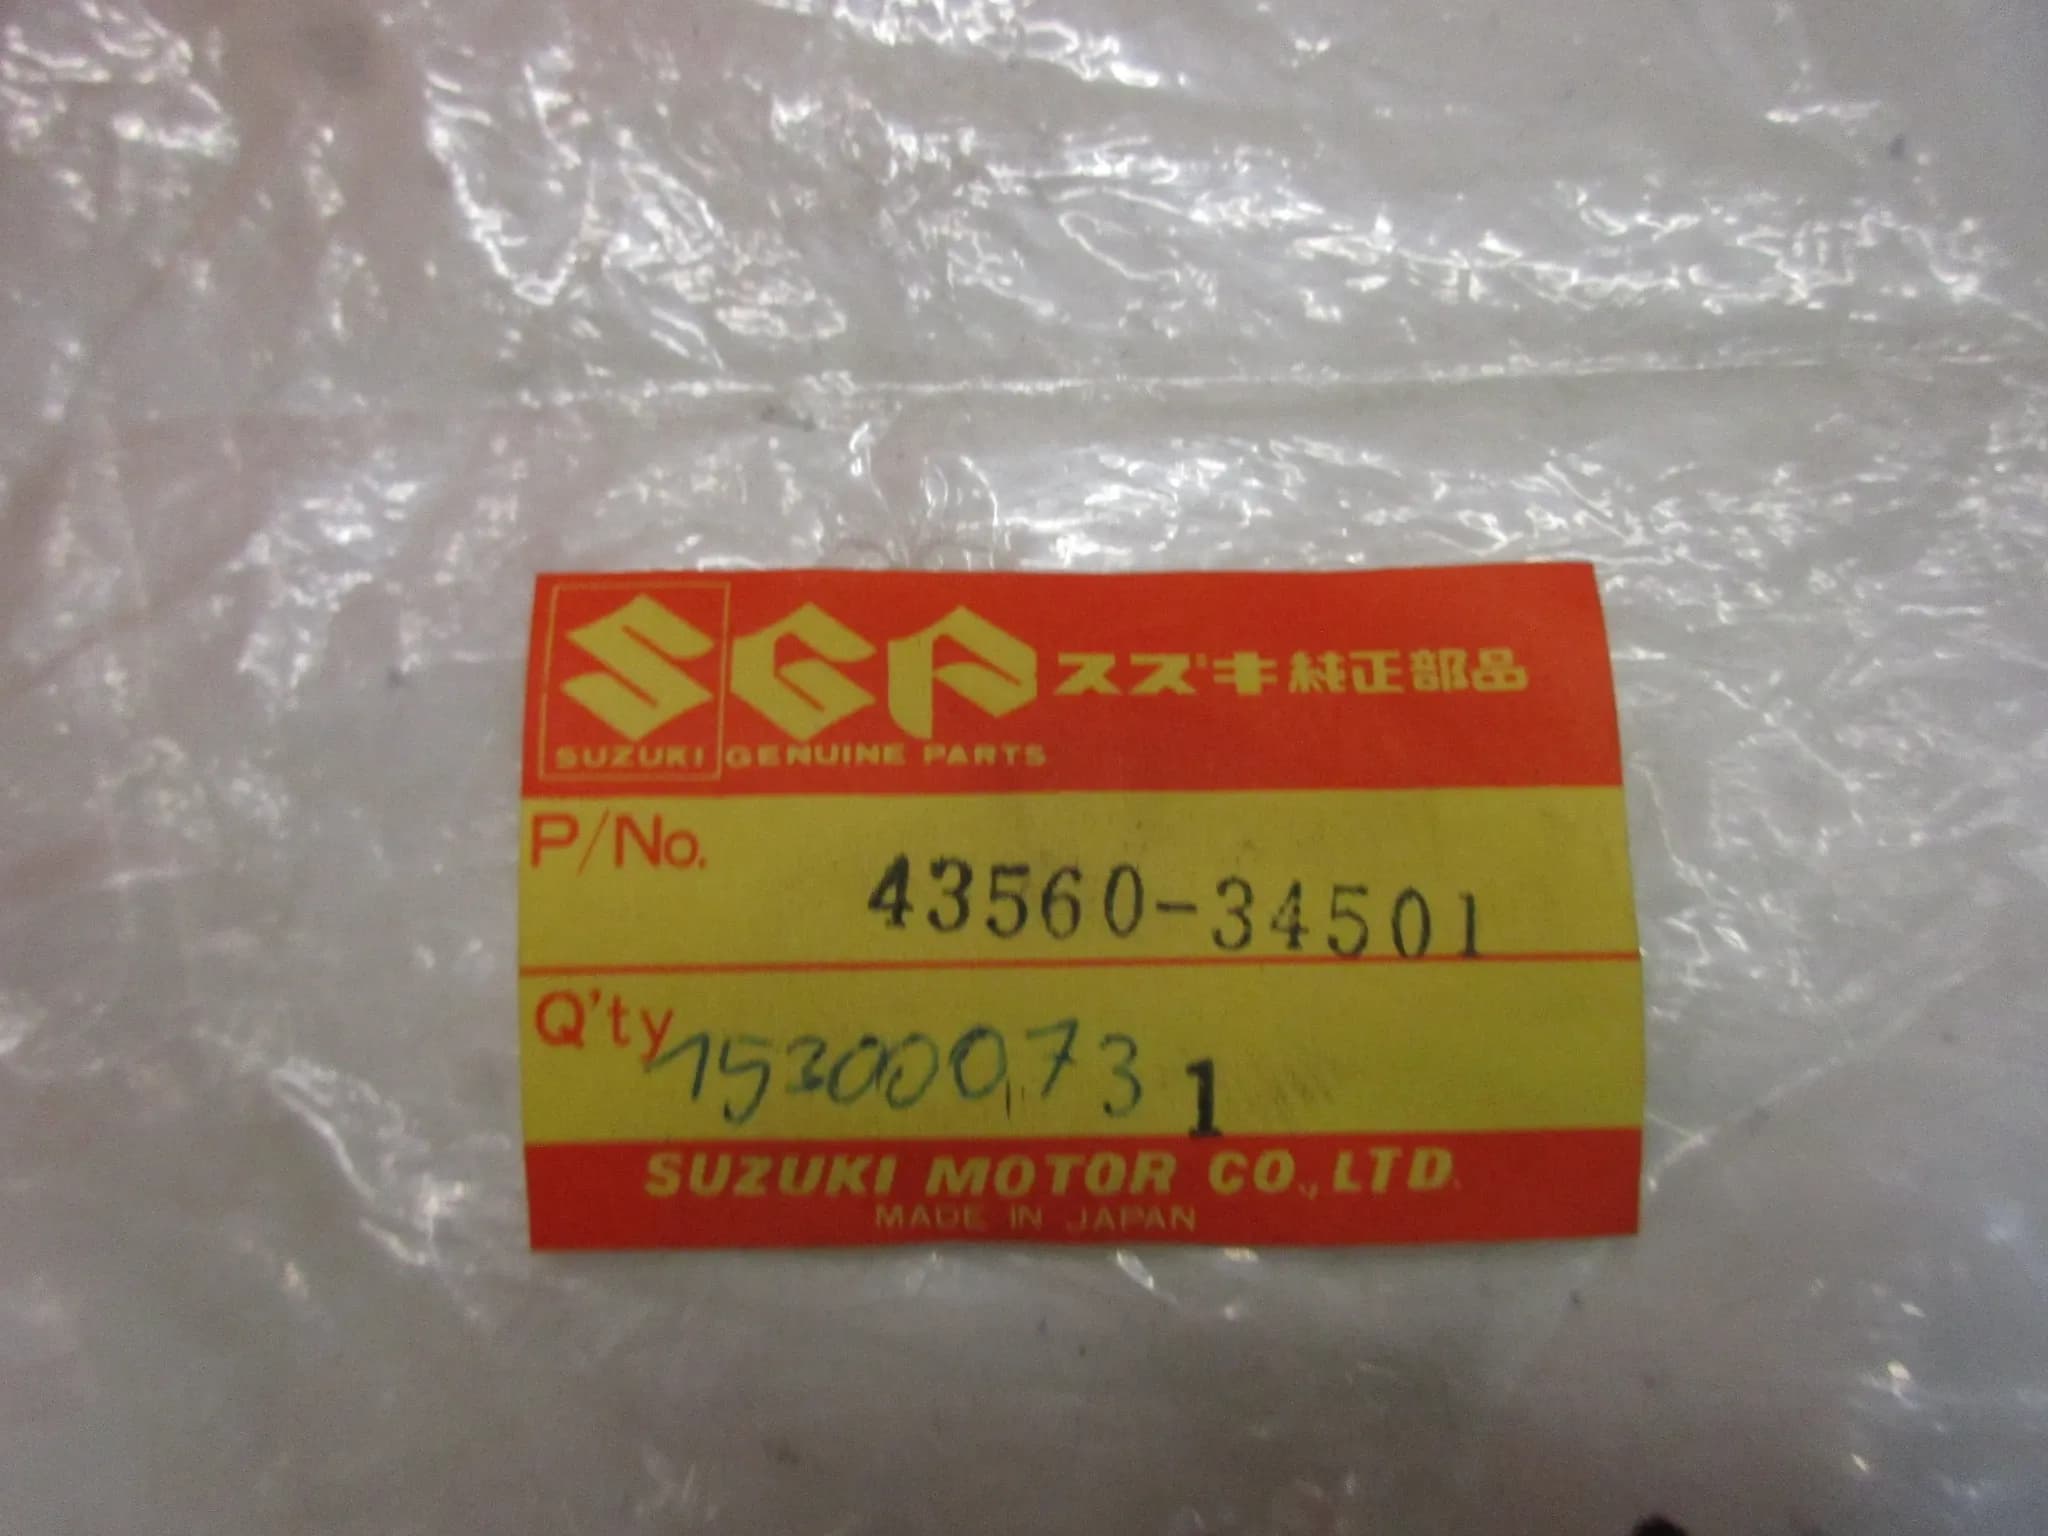 SGP スズキ純正部品
SUZUKI GENUINE PARTS
P/No. 43560-34501
Q'ty 15300073 1
SUZUKI MOTOR CO., LTD.
MADE IN JAPAN